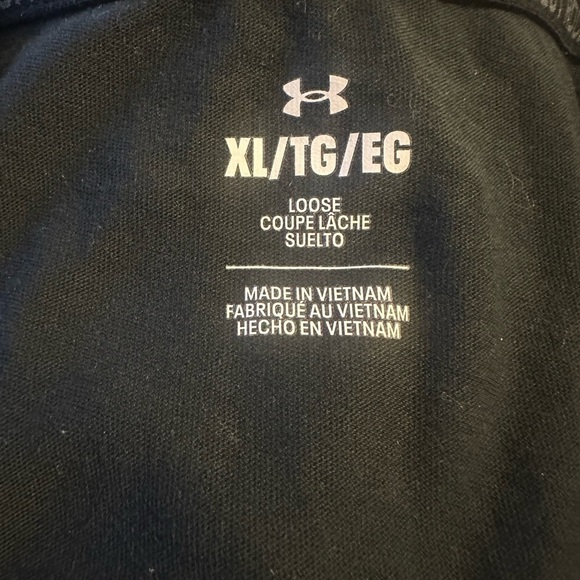 XL/TG/EG
LOOSE
COUPE LÂCHE
SUELTO
MADE IN VIETNAM
FABRIQUÉ AU VIETNAM
HECHO EN VIETNAM